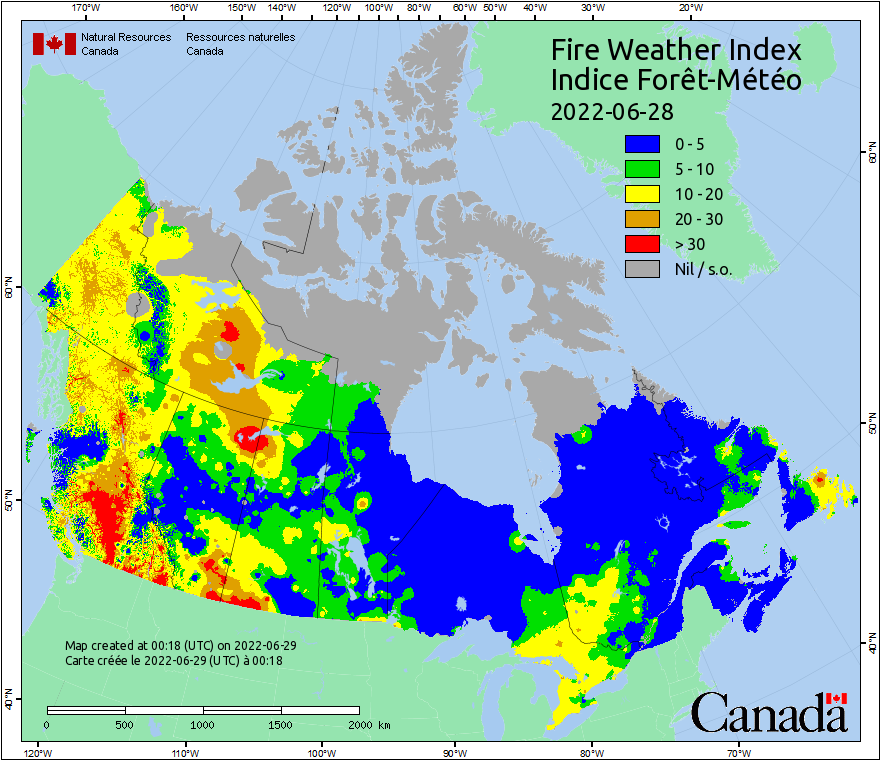 170°W 160°W 150°W 140°W 130°W 120°W 110°W 100°W 90°W 80°W 70°W 60°W 50°W 40°W 30°W 20°W
Natural Resources Ressources naturelles
Canada Canada
Fire Weather Index
Indice Forêt-Météo
2022-06-28
0 - 5
5 - 10
10 - 20
20 - 30
> 30
Nil / s.o.
60°N
50°N
40°N
60°N
50°N
40°N
Map created at 00:18 (UTC) on 2022-06-29
Carte créée le 2022-06-29 (UTC) à 00:18
0 500 1000 1500 2000 km
Canada
120°W 110°W 100°W 90°W 80°W 70°W